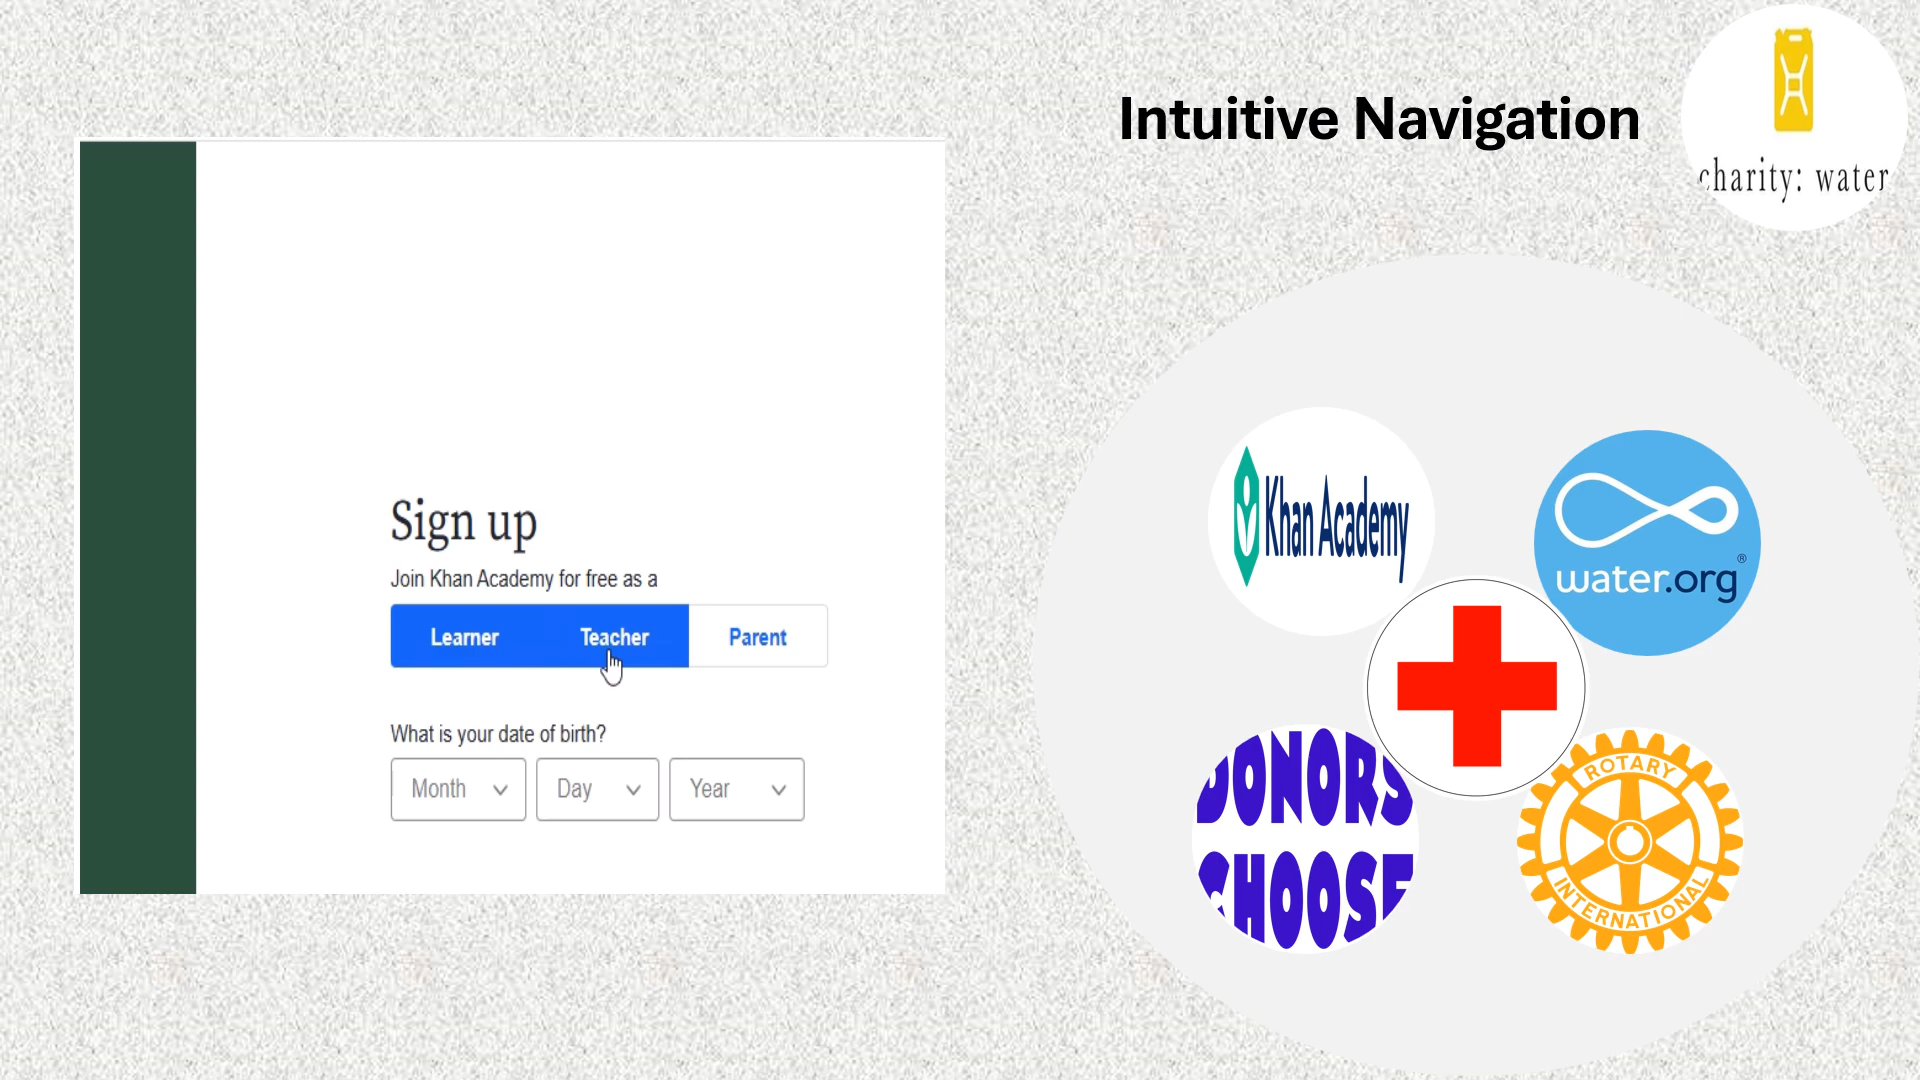 Intuitive Navigation
charity: water
Sign up
Join Khan Academy for free as a
Learner Teacher Parent
What is your date of birth?
Month Day Year
Khan Academy
water.org®
DONORS
CHOOSE
ROTARY
INTERNATIONAL